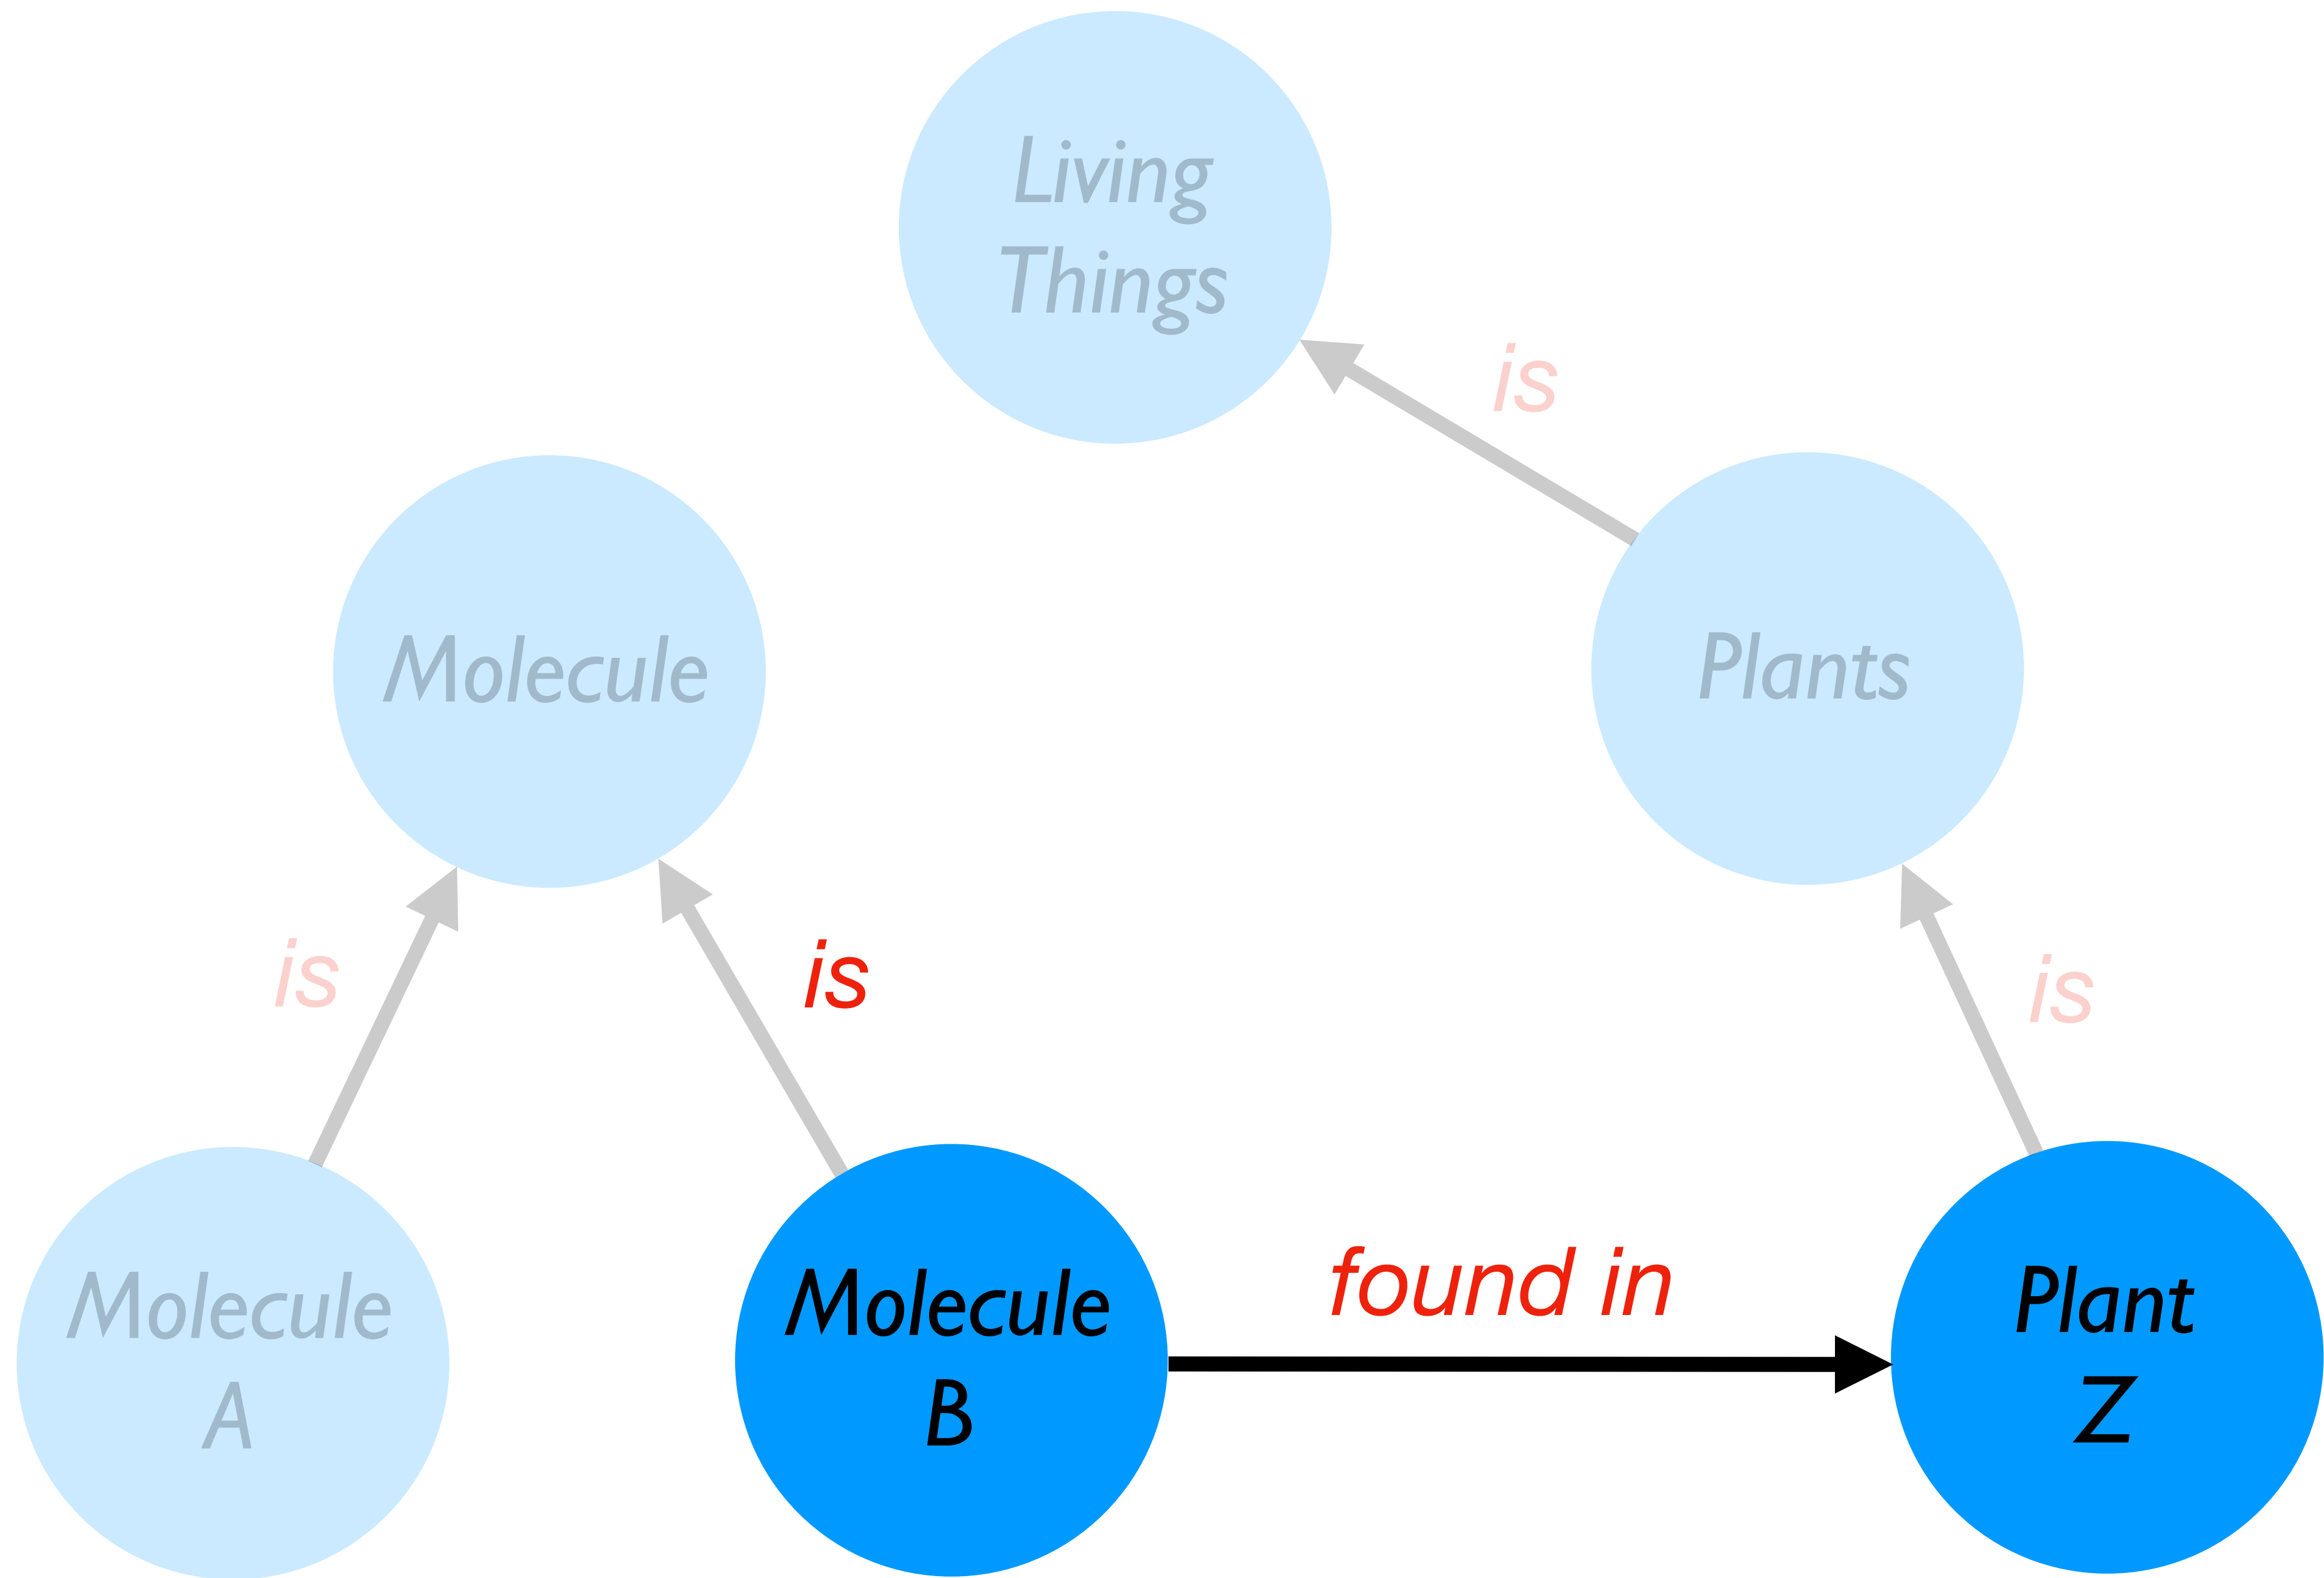 Living
Things
is
Molecule
Plants
is
is
is
Molecule
A
Molecule
B
found in
Plant
Z